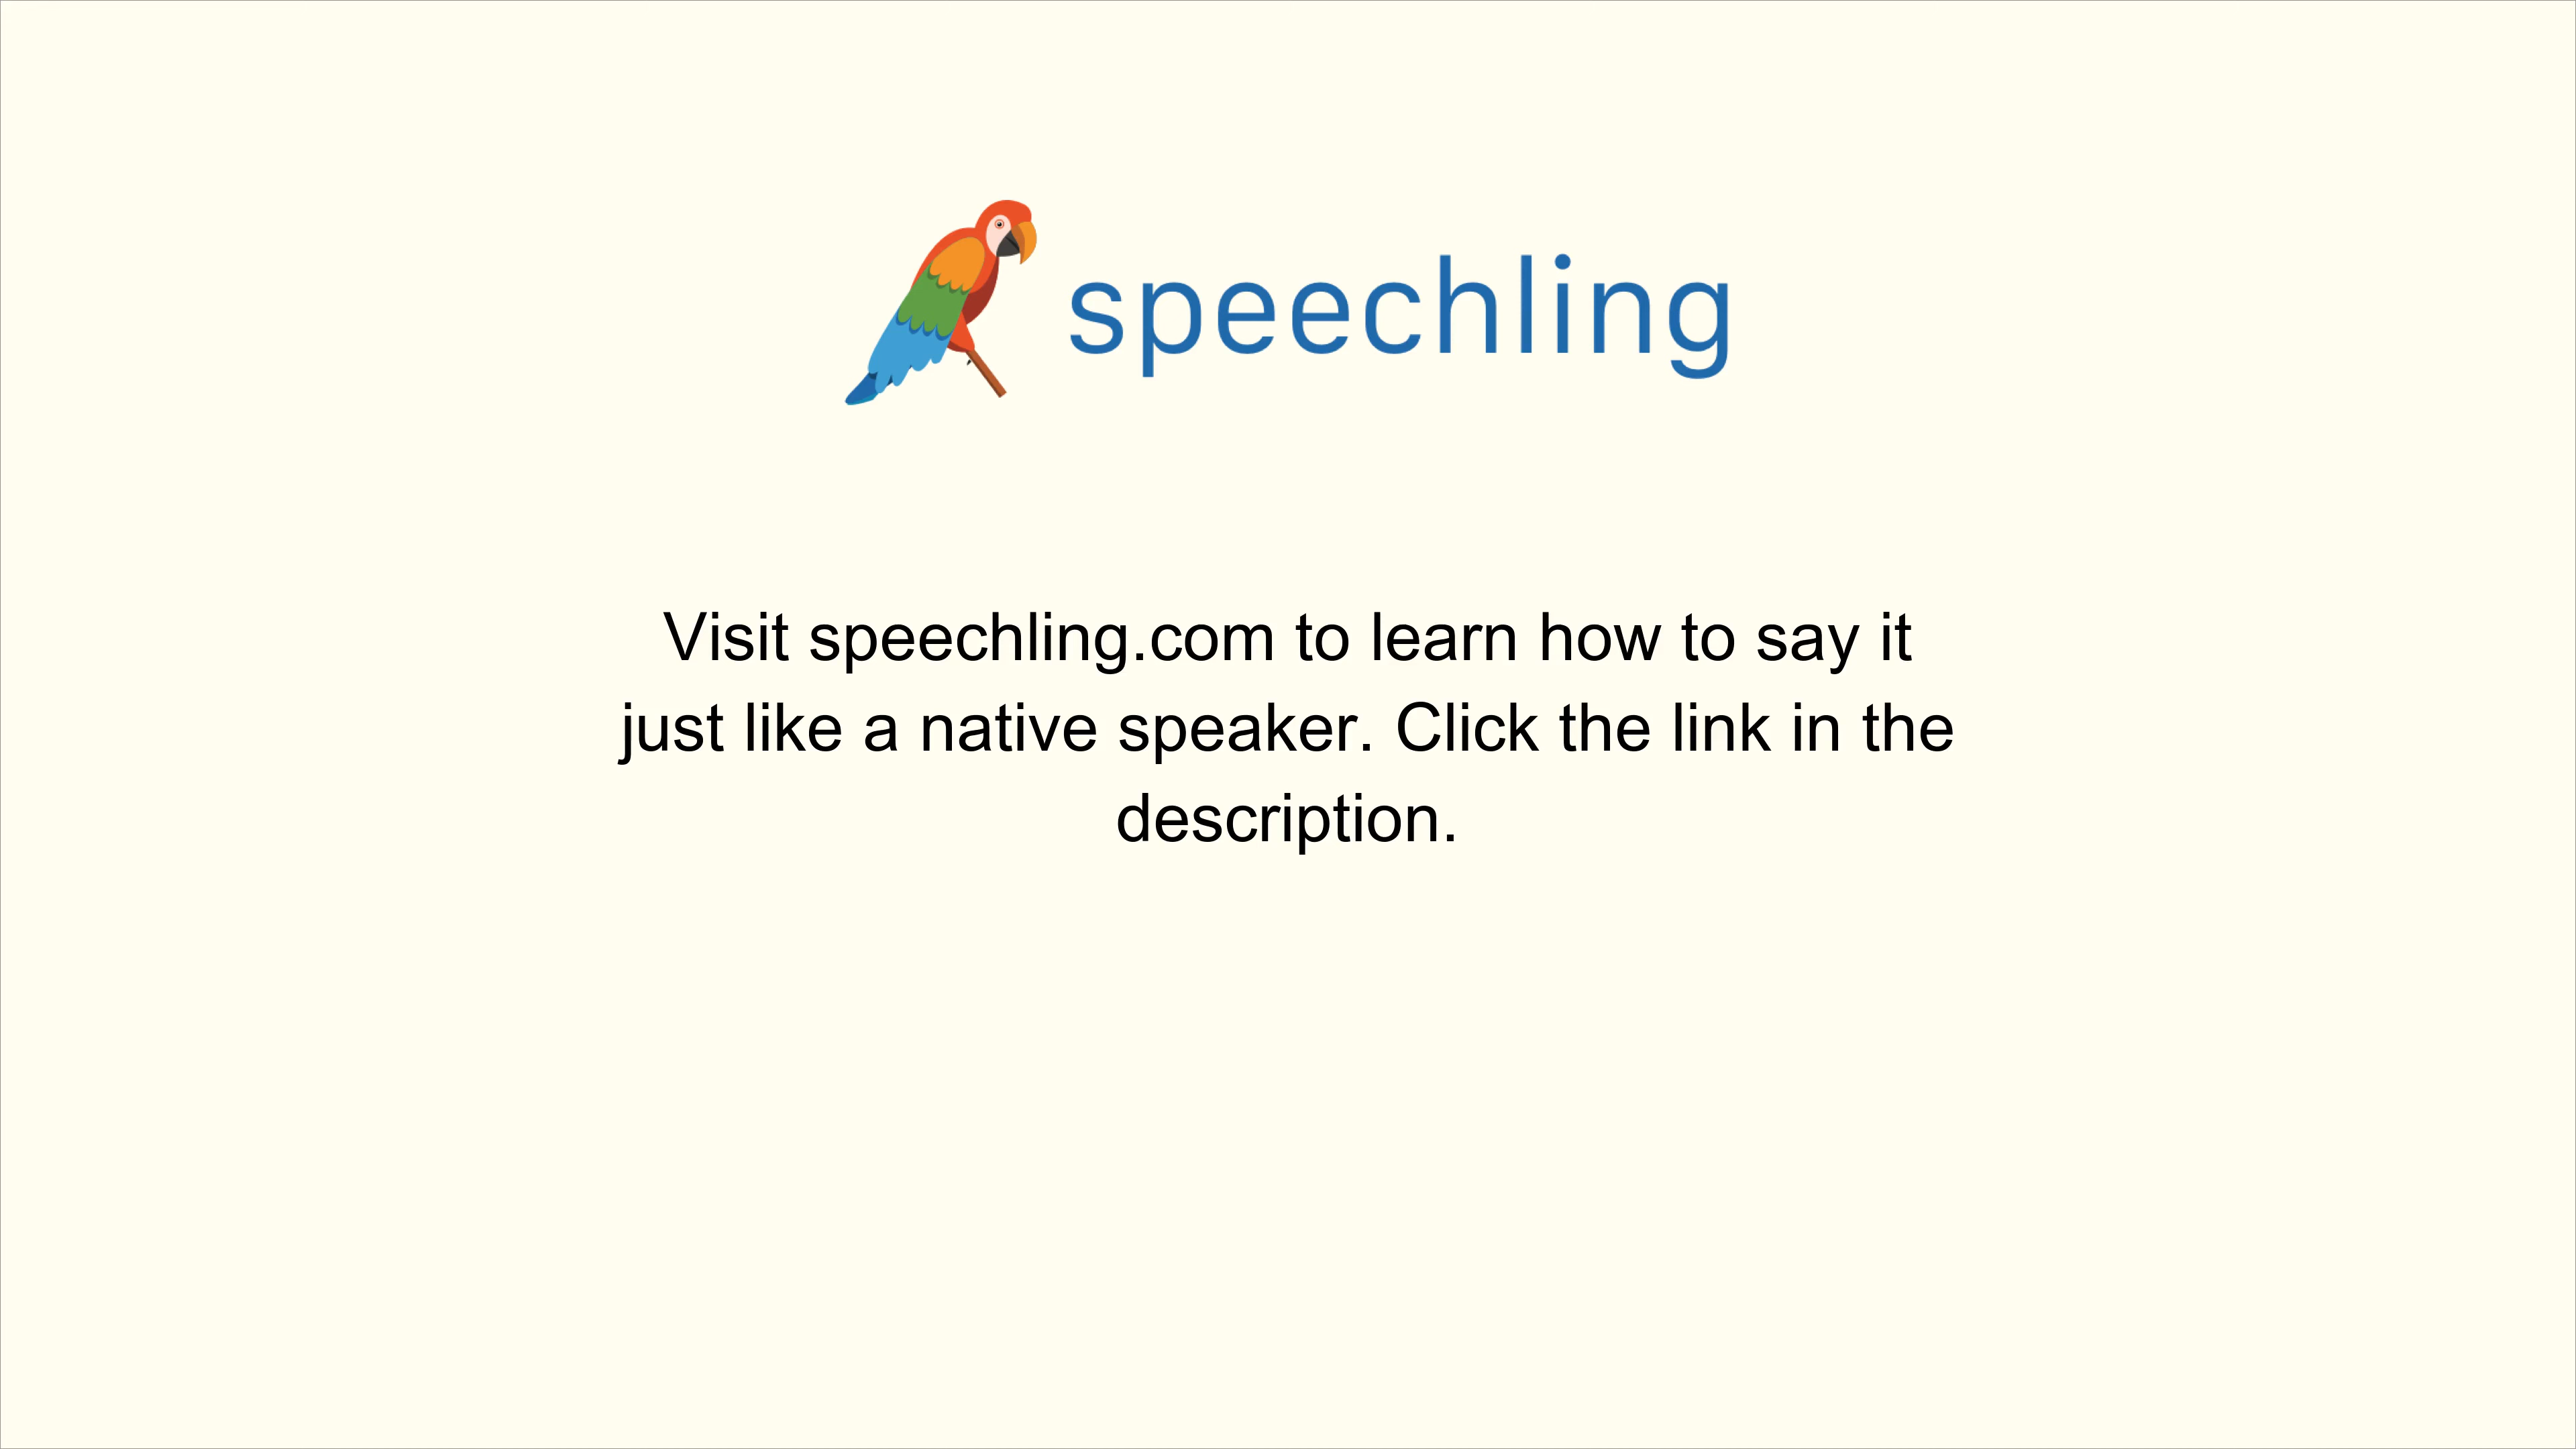 speechling
Visit speechling.com to learn how to say it
just like a native speaker. Click the link in the
description.